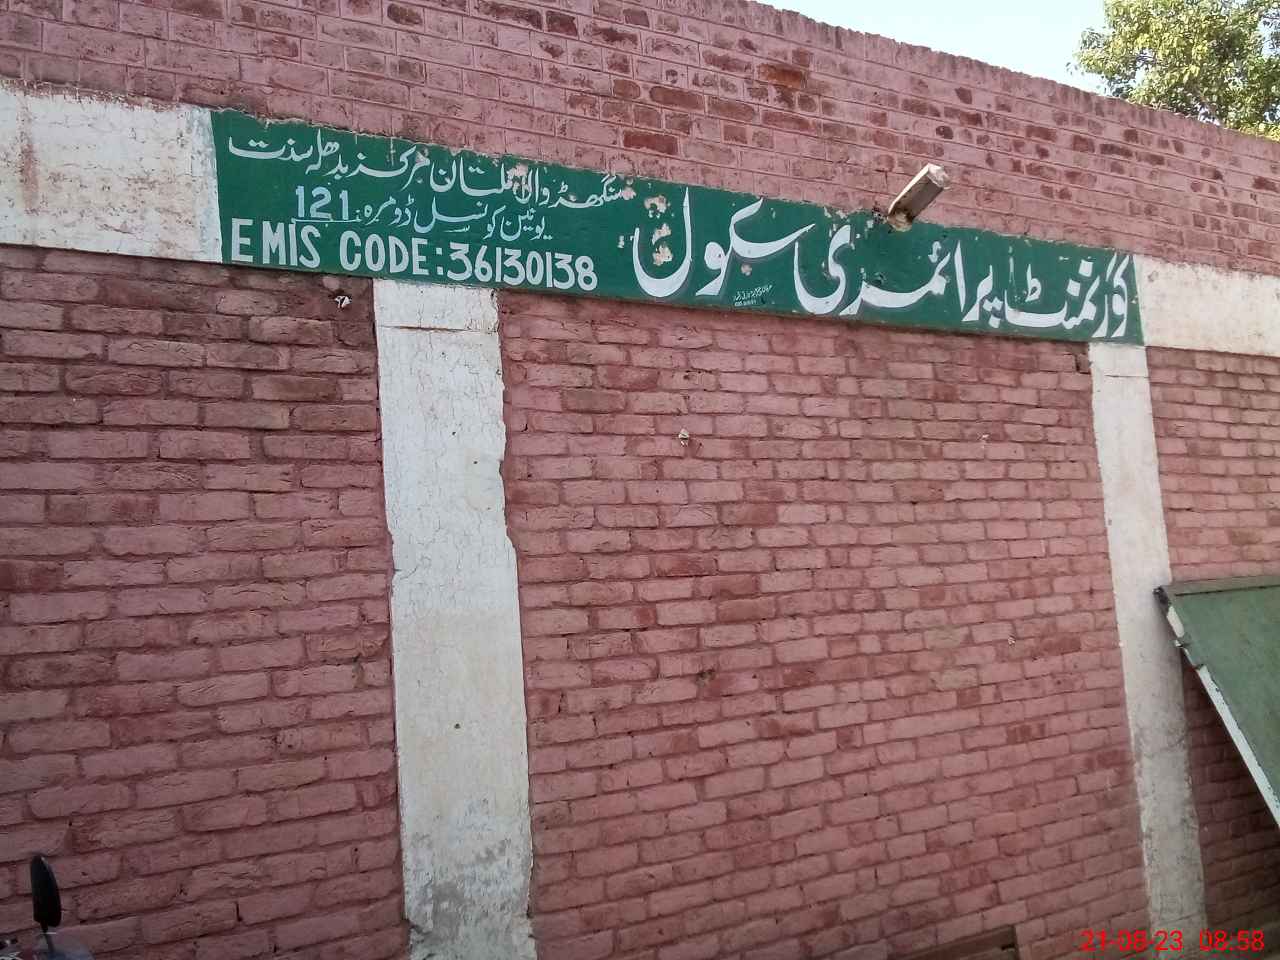 گورنمنٹ پرائمری سکول
سنگھڑ والا ملتان مرکز بدھلہ سنت
یونین کونسل ڈومرہ 121
EMIS CODE:36130138
21-08-23 08:58